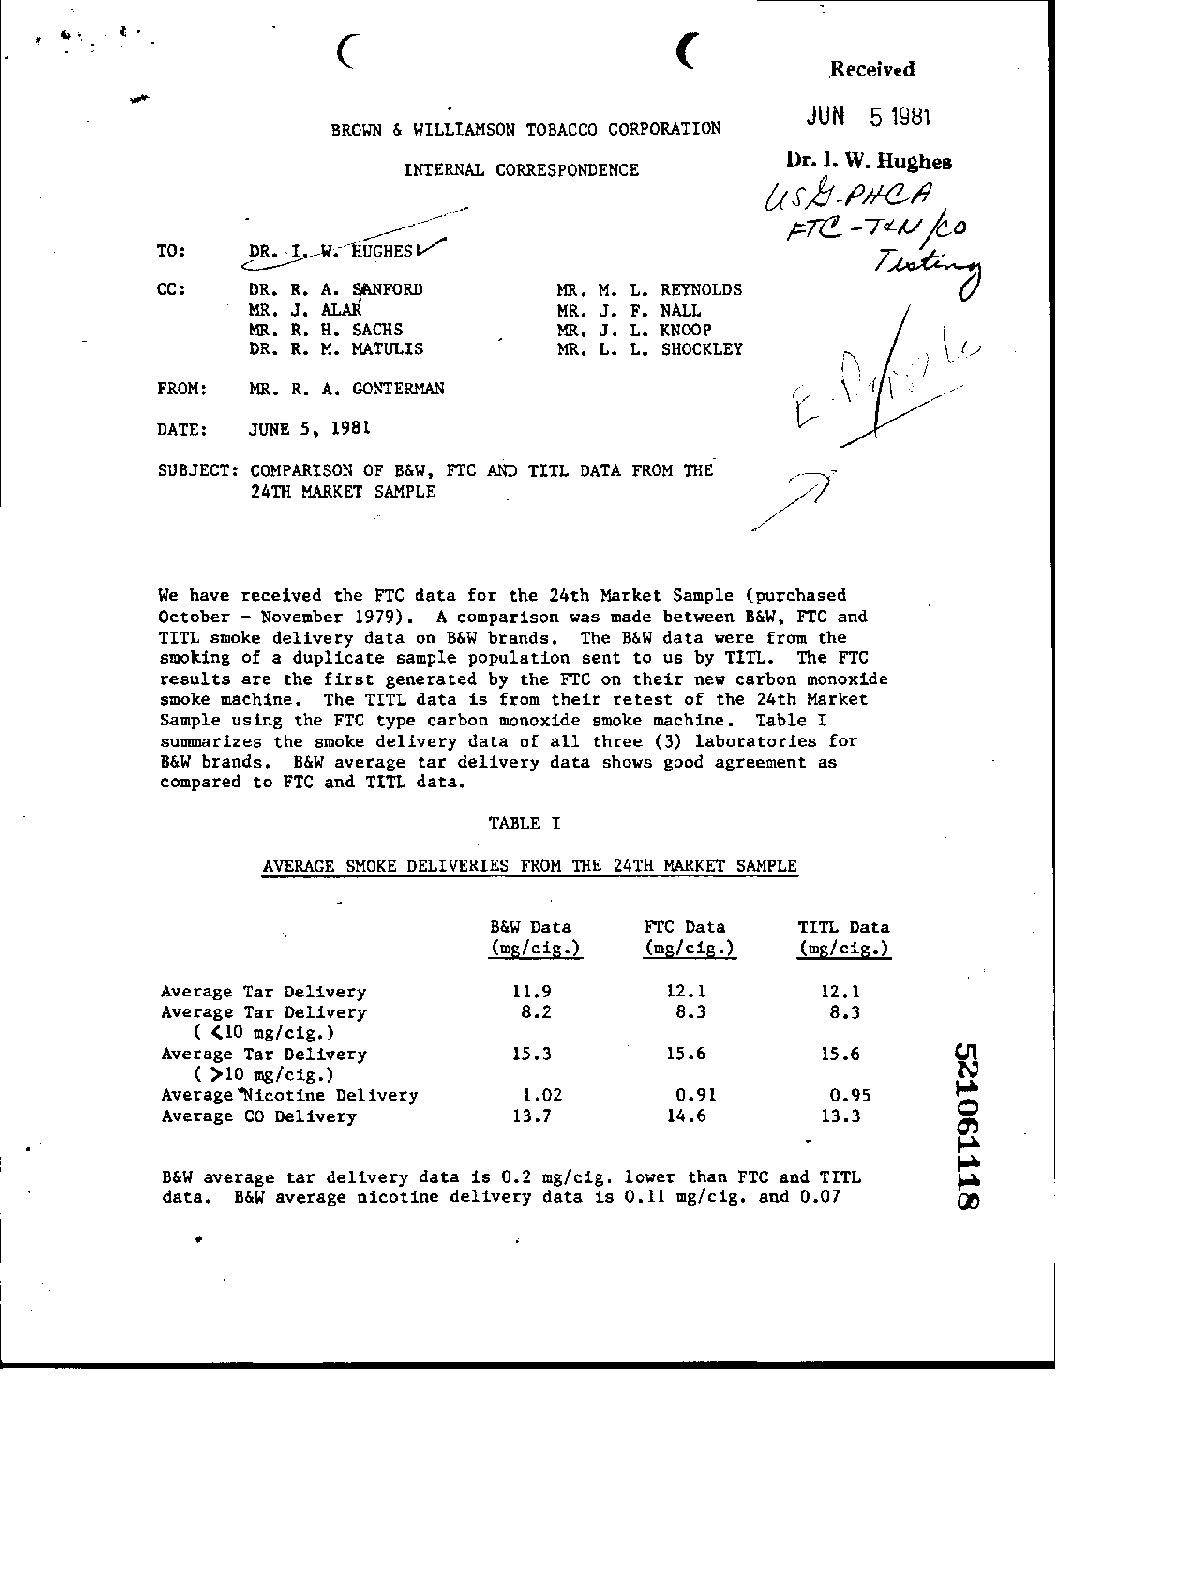 Received
JUN 5 1981
Dr. I. W. Hughes
BROWN & WILLIAMSON TOBACCO CORPORATION
INTERNAL CORRESPONDENCE
FTC - T&N/CO
Testing
TO: DR. I. W. HUGHES
CC: DR. R. A. SANFORD MR. M. L. REYNOLDS
MR. J. ALAR MR. J. F. NALL
MR. R. H. SACHS MR. J. L. KNOOP
DR. R. M. MATULIS MR. L. L. SHOCKLEY
FROM: MR. R. A. GONTERMAN
DATE: JUNE 5, 1981
SUBJECT: COMPARISON OF B&W, FTC AND TITL DATA FROM THE
24TH MARKET SAMPLE
We have received the FTC data for the 24th Market Sample (purchased
October - November 1979). A comparison was made between B&W, FTC and
TITL smoke delivery data on B&W brands. The B&W data were from the
smoking of a duplicate sample population sent to us by TITL. The FTC
results are the first generated by the FTC on their new carbon monoxide
smoke machine. The TITL data is from their retest of the 24th Market
Sample using the FTC type carbon monoxide smoke machine. Table I
summarizes the smoke delivery data of all three (3) laboratories for
B&W brands. B&W average tar delivery data shows good agreement as
compared to FTC and TITL data.
TABLE I
AVERAGE SMOKE DELIVERIES FROM THE 24TH MARKET SAMPLE
B&W Data FTC Data TITL Data
(mg/cig.) (mg/cig.) (mg/cig.)
Average Tar Delivery 11.9 12.1 12.1
Average Tar Delivery 8.2 8.3 8.3
( <10 mg/cig.)
Average Tar Delivery 15.3 15.6 15.6
( >10 mg/cig.)
Average Nicotine Delivery 1.02 0.91 0.95
Average CO Delivery 13.7 14.6 13.3
B&W average tar delivery data is 0.2 mg/cig. lower than FTC and TITL
data. B&W average nicotine delivery data is 0.11 mg/cig. and 0.07
521061118